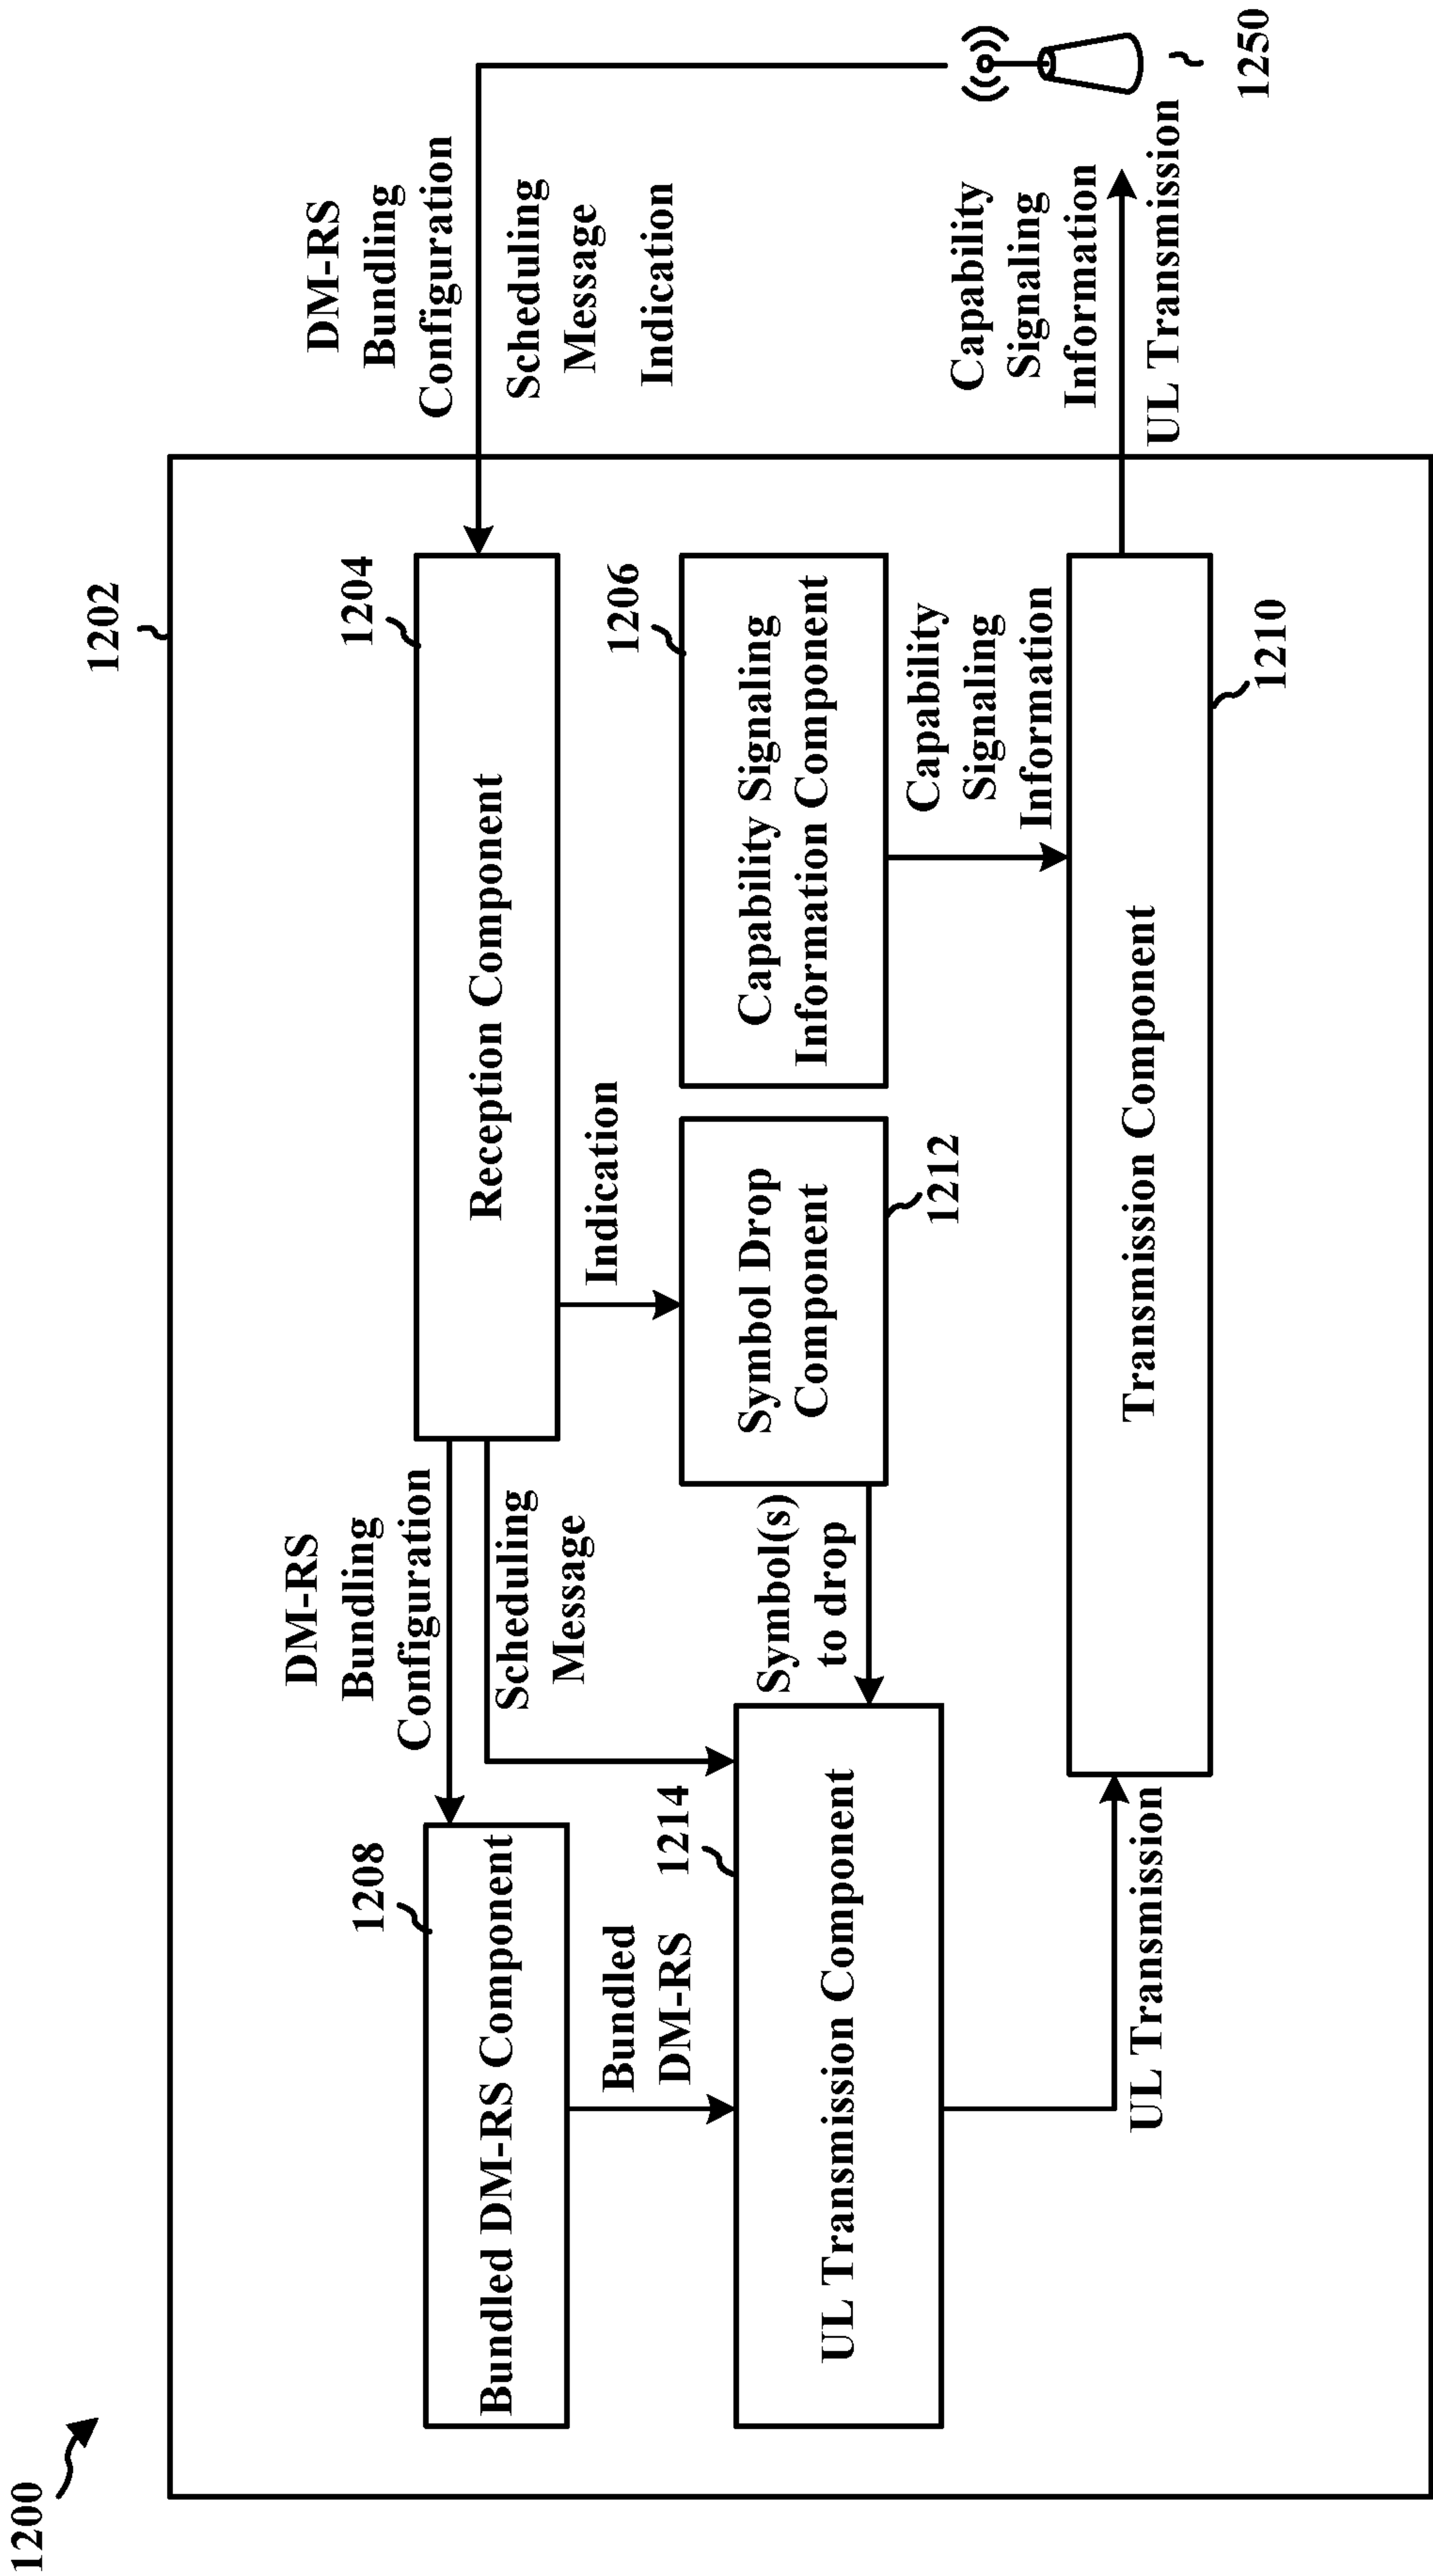 1200
1202
DM-RS
Bundling
Configuration
Scheduling
Message
Indication
1250
Reception Component
1204
DM-RS
Bundling
Configuration
Scheduling
Message
Indication
Bundled DM-RS Component
1208
Bundled
DM-RS
Symbol Drop
Component
1212
Symbol(s)
to drop
Capability Signaling
Information Component
1206
Capability
Signaling
Information
UL Transmission Component
1214
UL Transmission
Transmission Component
1210
Capability
Signaling
Information
UL Transmission